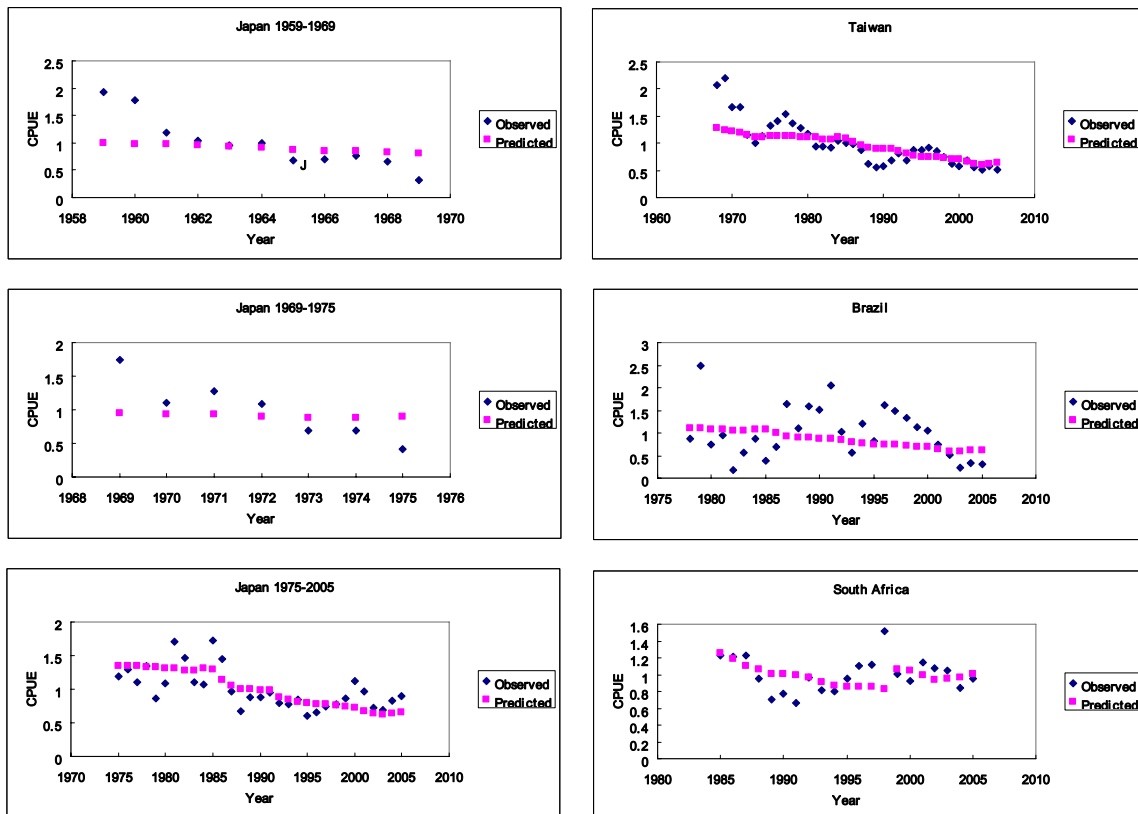 Japan 1959-1969
CPUE
2.5
2
1.5
1
0.5
0
J
1958 1960 1962 1964 1966 1968 1970
Year
Observed
Predicted
Taiwan
CPUE
2.5
2
1.5
1
0.5
0
1960 1970 1980 1990 2000 2010
Year
Observed
Predicted
Japan 1969-1975
CPUE
2
1.5
1
0.5
0
1968 1969 1970 1971 1972 1973 1974 1975 1976
Year
Observed
Predicted
Brazil
CPUE
3
2.5
2
1.5
1
0.5
0
1975 1980 1985 1990 1995 2000 2005 2010
Year
Observed
Predicted
Japan 1975-2005
CPUE
2
1.5
1
0.5
0
1970 1975 1980 1985 1990 1995 2000 2005 2010
Year
Observed
Predicted
South Africa
CPUE
1.6
1.4
1.2
1
0.8
0.6
0.4
0.2
0
1980 1985 1990 1995 2000 2005 2010
Year
Observed
Predicted